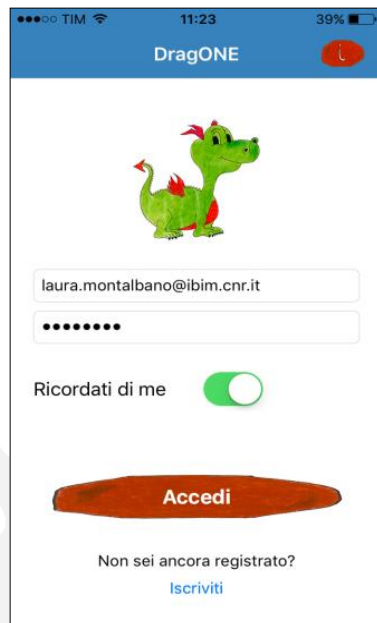 TIM 11:23 39%
DragONE i
laura.montalbano@ibim.cnr.it
••••••••
Ricordati di me
Accedi
Non sei ancora registrato?
Iscriviti